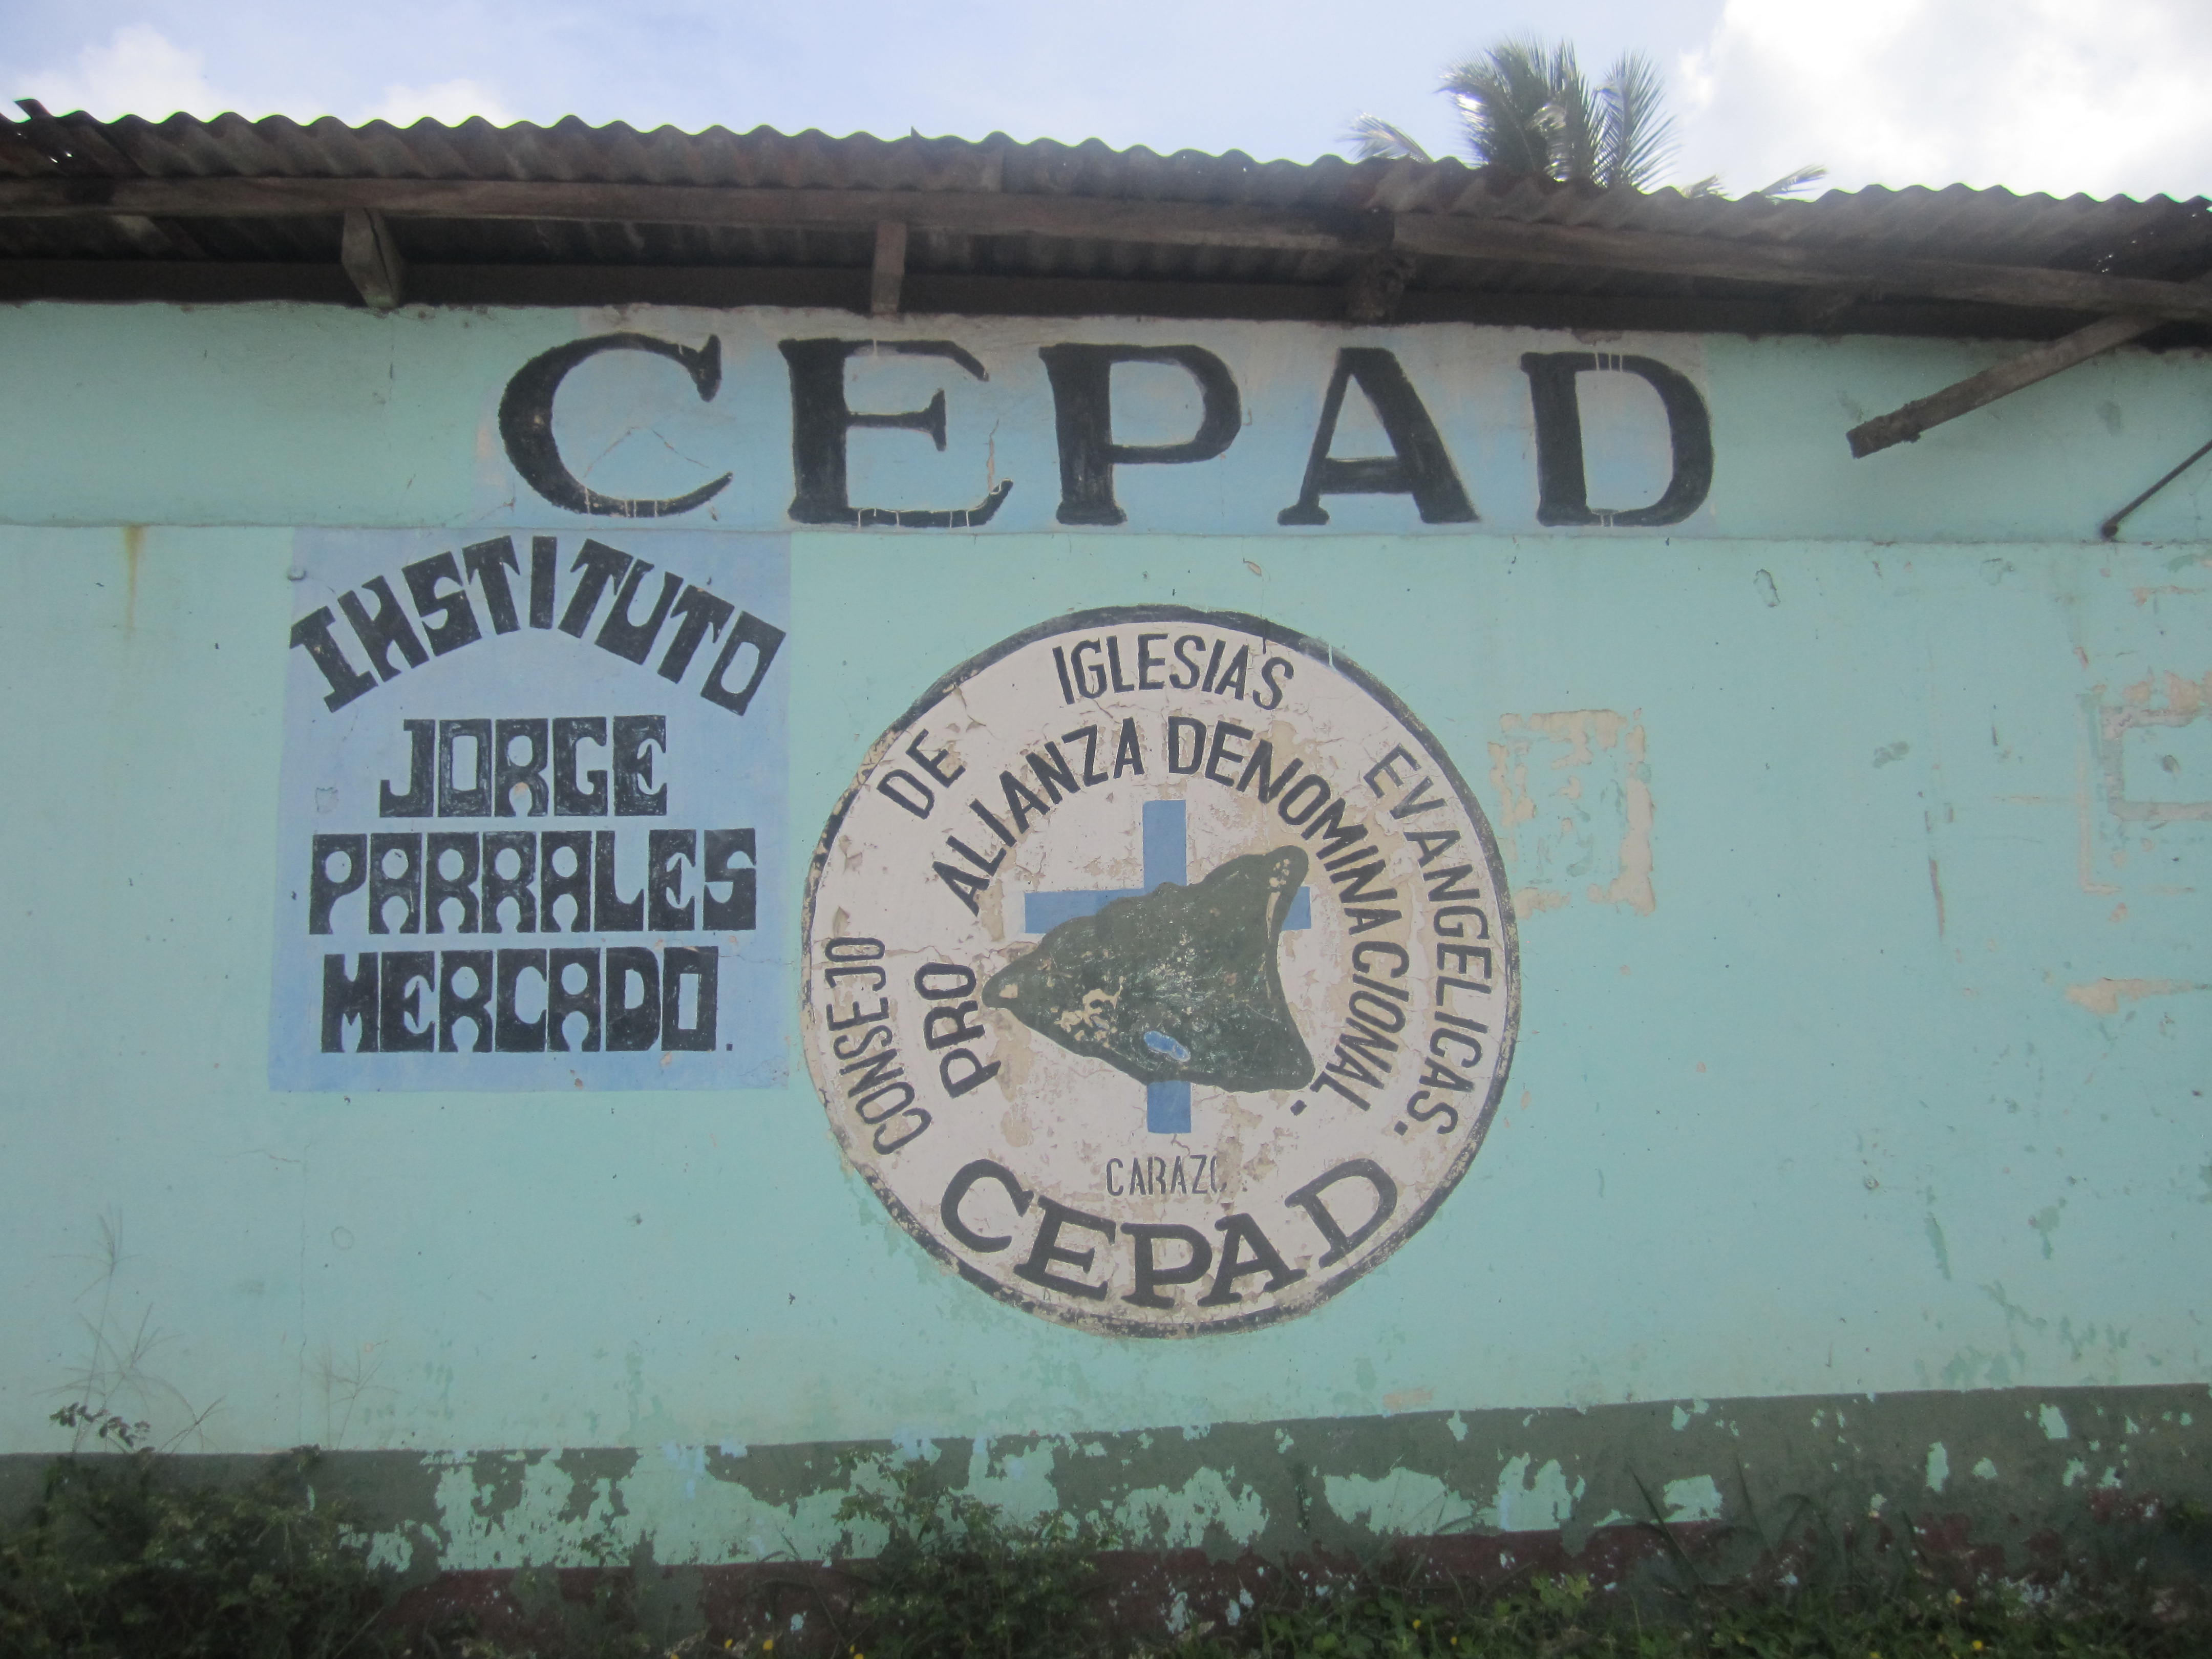 CEPAD
INSTITUTO
JORGE
PARRALES
MERCADO.
CONSEJO DE IGLESIAS EVANGELICAS.
PRO ALIANZA DENOMINACIONAL.
CARAZO
CEPAD